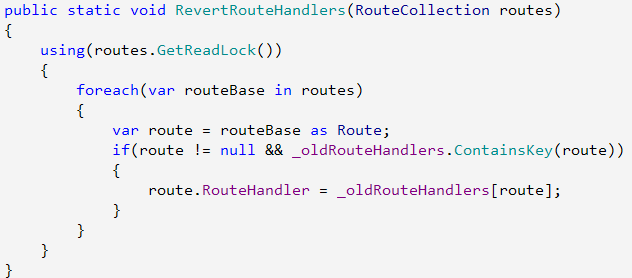 public static void RevertRouteHandlers(RouteCollection routes)
{
    using(routes.GetReadLock())
    {
        foreach(var routeBase in routes)
        {
            var route = routeBase as Route;
            if(route != null && _oldRouteHandlers.ContainsKey(route))
            {
                route.RouteHandler = _oldRouteHandlers[route];
            }
        }
    }
}